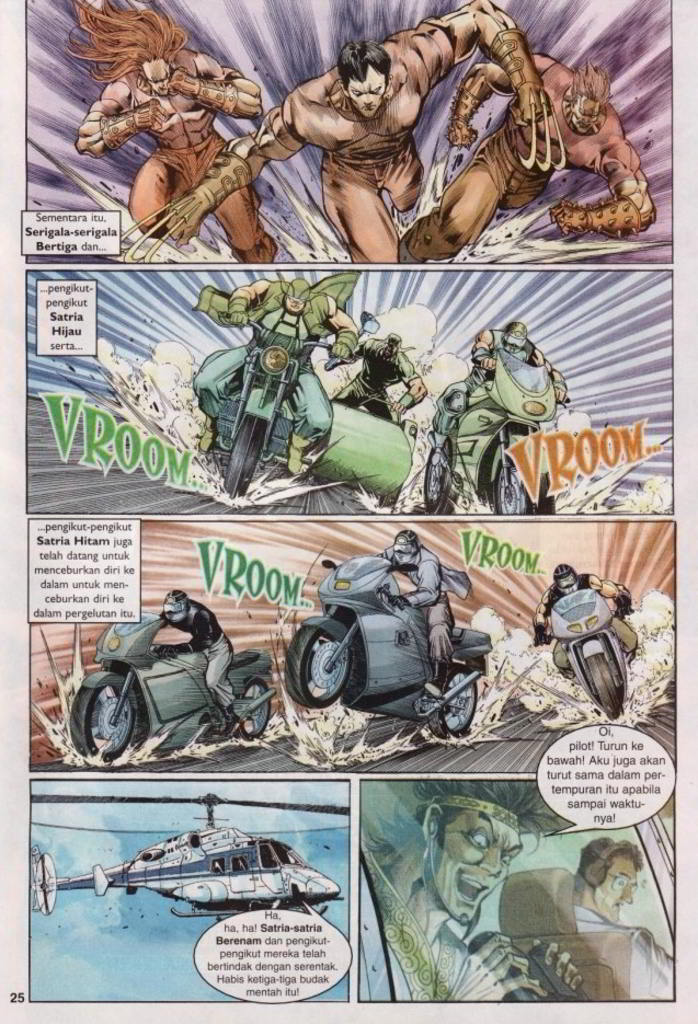 Sementara itu,
Serigala-serigala
Bertiga dan...
...pengikut-
pengikut
Satria
Hijau
serta...
VROOM...
VROOM...
...pengikut-pengikut
Satria Hitam juga
telah datang untuk
menceburkan diri ke
dalam untuk men-
ceburkan diri ke
dalam pergelutan itu.
VROOM...
VROOM...
Oi,
pilot! Turun ke
bawah! Aku juga akan
turut sama dalam per-
tempuran itu apabila
sampai waktu-
nya!
Ha,
ha, ha! Satria-satria
Berenam dan pengikut-
pengikut mereka telah
bertindak dengan serentak.
Habis ketiga-tiga budak
mentah itu!
25